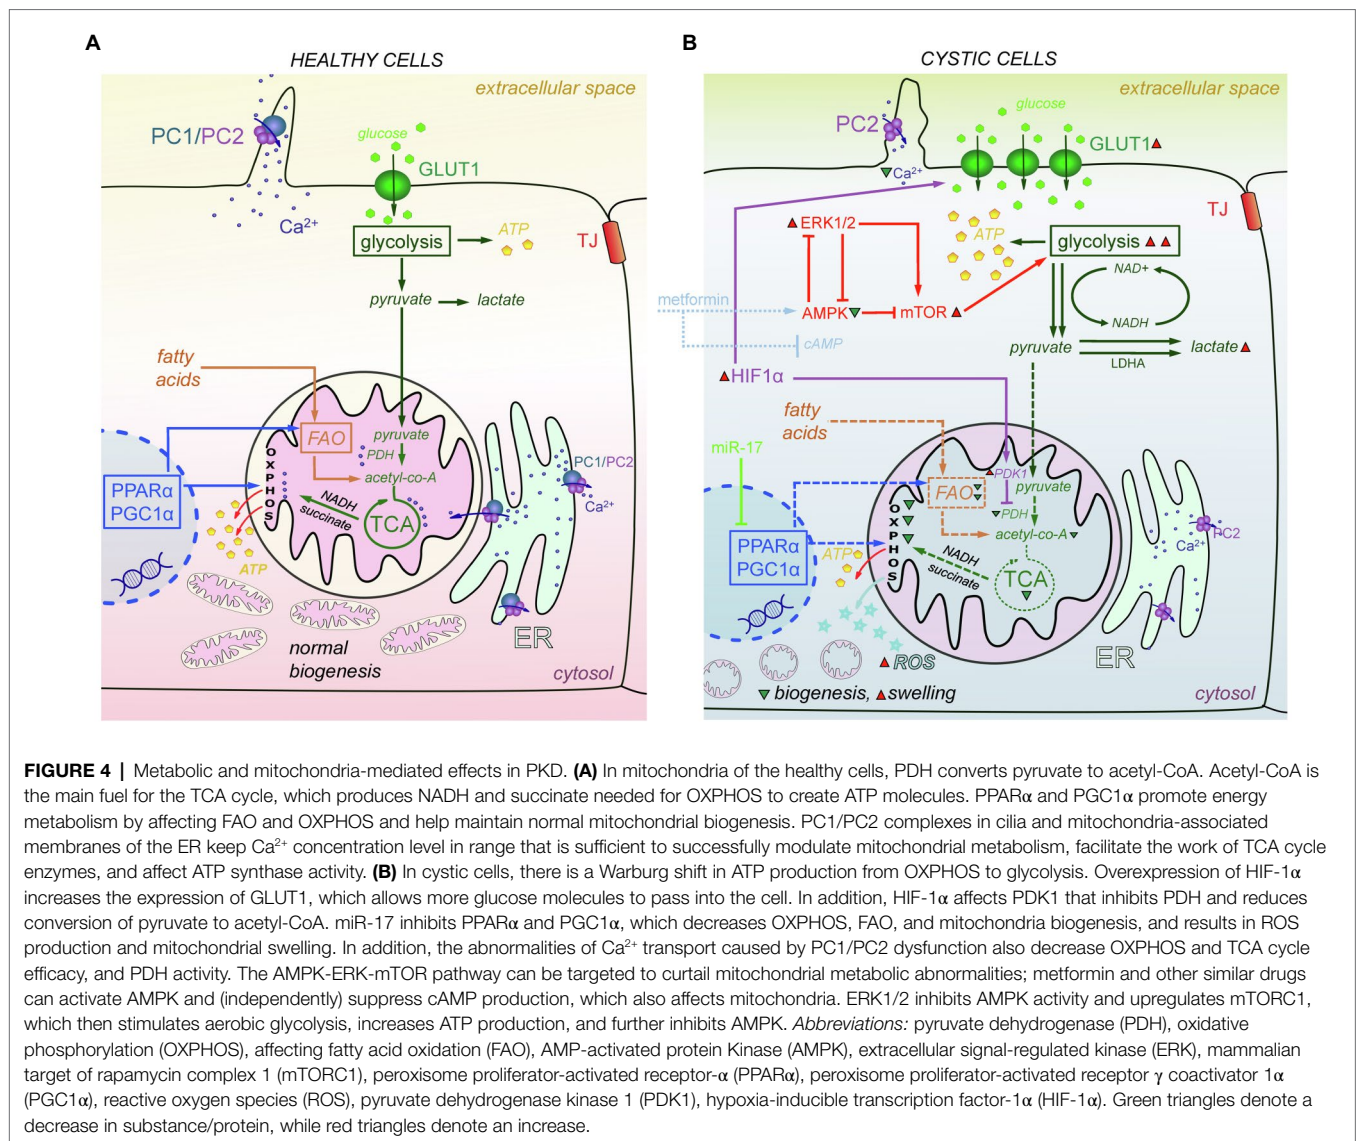 A
HEALTHY CELLS
extracellular space
PC1/PC2
glucose
GLUT1
Ca²⁺
glycolysis
ATP
TJ
pyruvate
lactate
fatty
acids
FAO
pyruvate
PDH
acetyl-co-A
OXPHOS
NADH
succinate
TCA
PC1/PC2
Ca²⁺
PPARα
PGC1α
ATP
ER
normal
biogenesis
cytosol
B
CYSTIC CELLS
extracellular space
PC2
glucose
GLUT1
Ca²⁺
TJ
ERK1/2
ATP
glycolysis
NAD+
NADH
metformin
AMPK
mTOR
cAMP
pyruvate
lactate
LDHA
HIF1α
fatty
acids
miR-17
PDK1
FAO
pyruvate
PDH
acetyl-co-A
OXPHOS
NADH
succinate
TCA
PC2
Ca²⁺
PPARα
PGC1α
ATP
ROS
ER
biogenesis, swelling
cytosol
FIGURE 4 | Metabolic and mitochondria-mediated effects in PKD. (A) In mitochondria of the healthy cells, PDH converts pyruvate to acetyl-CoA. Acetyl-CoA is
the main fuel for the TCA cycle, which produces NADH and succinate needed for OXPHOS to create ATP molecules. PPARα and PGC1α promote energy
metabolism by affecting FAO and OXPHOS and help maintain normal mitochondrial biogenesis. PC1/PC2 complexes in cilia and mitochondria-associated
membranes of the ER keep Ca²⁺ concentration level in range that is sufficient to successfully modulate mitochondrial metabolism, facilitate the work of TCA cycle
enzymes, and affect ATP synthase activity. (B) In cystic cells, there is a Warburg shift in ATP production from OXPHOS to glycolysis. Overexpression of HIF-1α
increases the expression of GLUT1, which allows more glucose molecules to pass into the cell. In addition, HIF-1α affects PDK1 that inhibits PDH and reduces
conversion of pyruvate to acetyl-CoA. miR-17 inhibits PPARα and PGC1α, which decreases OXPHOS, FAO, and mitochondria biogenesis, and results in ROS
production and mitochondrial swelling. In addition, the abnormalities of Ca²⁺ transport caused by PC1/PC2 dysfunction also decrease OXPHOS and TCA cycle
efficacy, and PDH activity. The AMPK-ERK-mTOR pathway can be targeted to curtail mitochondrial metabolic abnormalities; metformin and other similar drugs
can activate AMPK and (independently) suppress cAMP production, which also affects mitochondria. ERK1/2 inhibits AMPK activity and upregulates mTORC1,
which then stimulates aerobic glycolysis, increases ATP production, and further inhibits AMPK. Abbreviations: pyruvate dehydrogenase (PDH), oxidative
phosphorylation (OXPHOS), affecting fatty acid oxidation (FAO), AMP-activated protein Kinase (AMPK), extracellular signal-regulated kinase (ERK), mammalian
target of rapamycin complex 1 (mTORC1), peroxisome proliferator-activated receptor-α (PPARα), peroxisome proliferator-activated receptor γ coactivator 1α
(PGC1α), reactive oxygen species (ROS), pyruvate dehydrogenase kinase 1 (PDK1), hypoxia-inducible transcription factor-1α (HIF-1α). Green triangles denote a
decrease in substance/protein, while red triangles denote an increase.